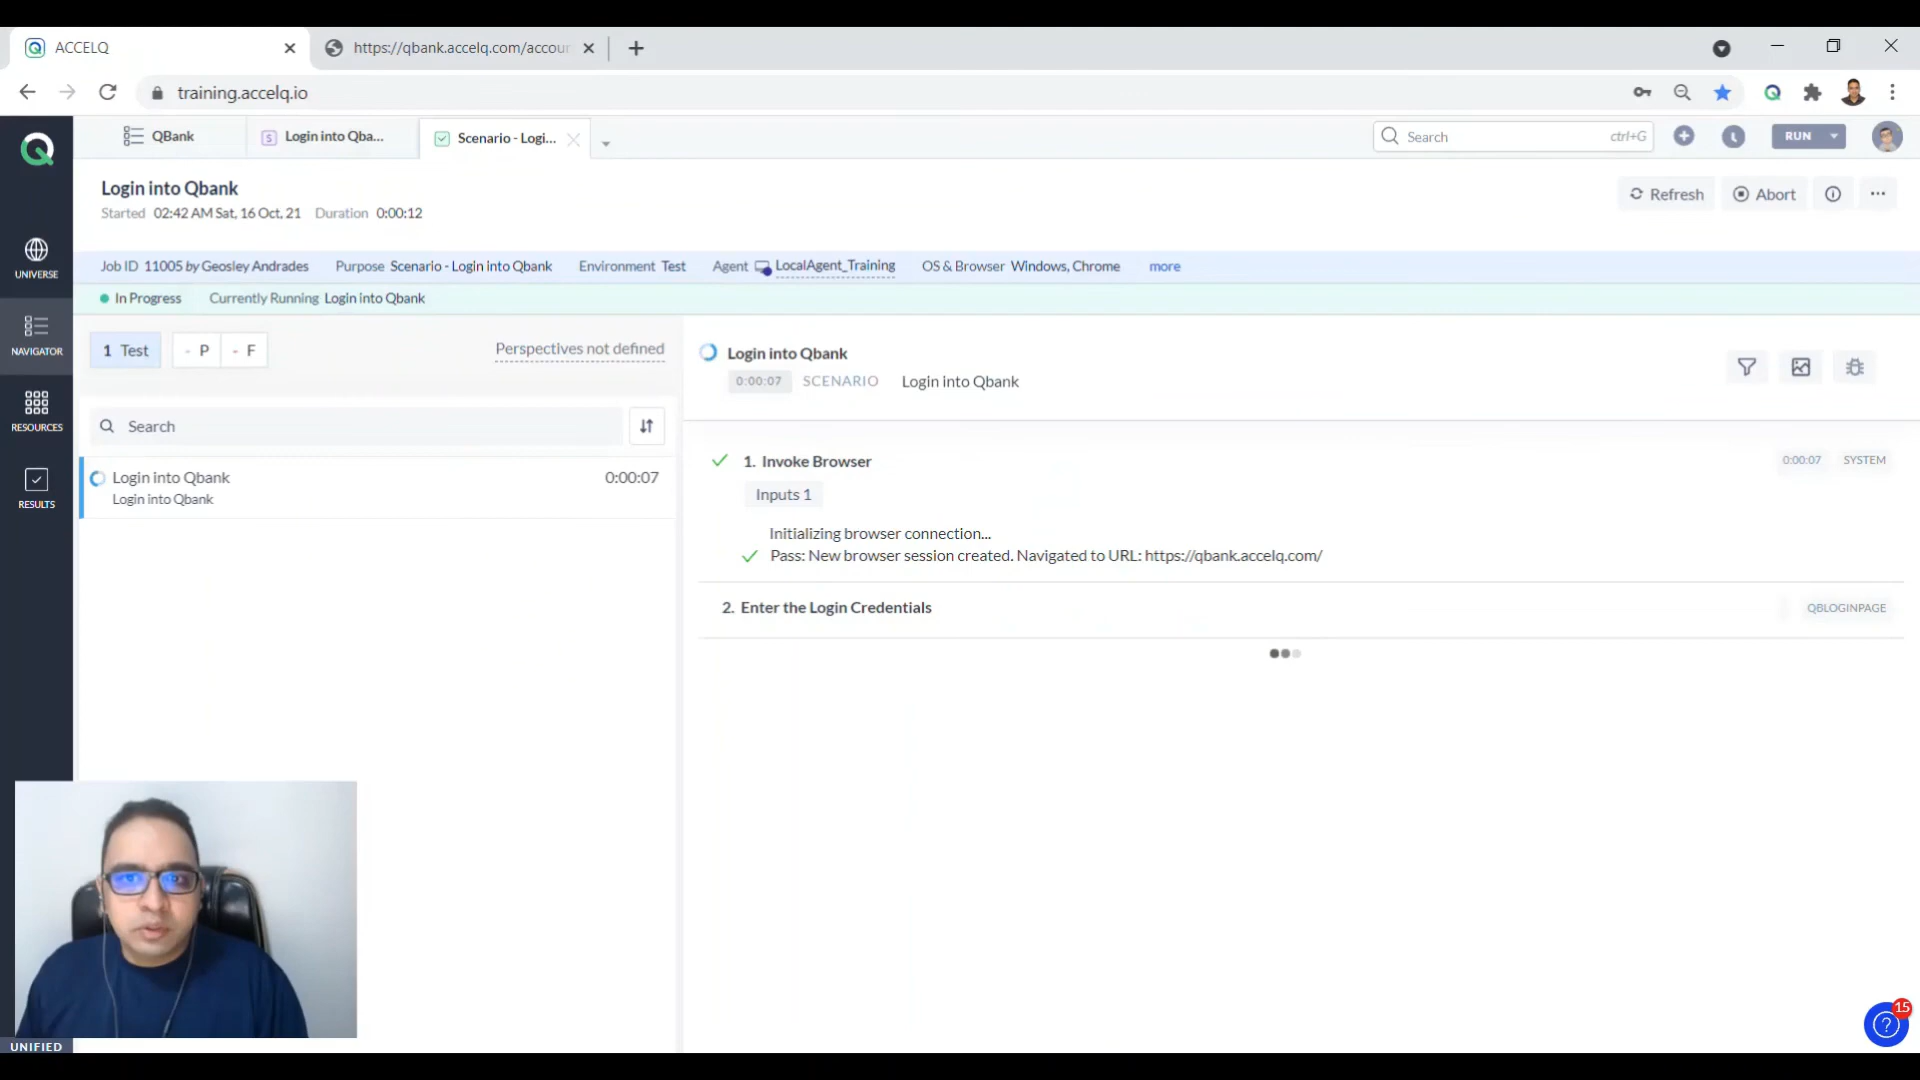 ACCELQ
https://qbank.accelq.com/accour
training.accelq.io
QBank
Login into Qba...
Scenario - Logi...
Search
ctrl+G
RUN
Login into Qbank
Started 02:42 AM Sat, 16 Oct, 21 Duration 0:00:12
Refresh
Abort
Job ID 11005 by Geosley Andrades Purpose Scenario - Login into Qbank Environment Test Agent LocalAgent_Training OS & Browser Windows, Chrome more
In Progress Currently Running Login into Qbank
UNIVERSE
NAVIGATOR
RESOURCES
RESULTS
UNIFIED
1 Test
- P
- F
Perspectives not defined
Search
Login into Qbank 0:00:07
Login into Qbank
Login into Qbank
0:00:07 SCENARIO Login into Qbank
1. Invoke Browser 0:00:07 SYSTEM
Inputs 1
Initializing browser connection...
Pass: New browser session created. Navigated to URL: https://qbank.accelq.com/
2. Enter the Login Credentials QBLOGINPAGE
15
?